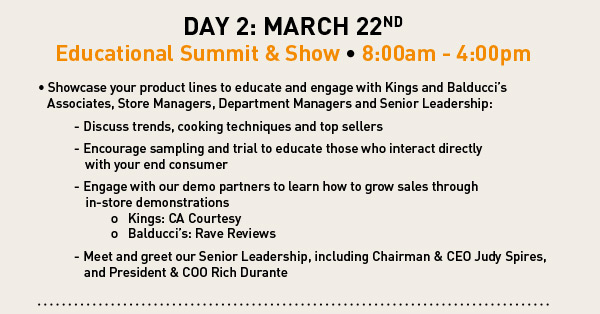 DAY 2: MARCH 22ND
Educational Summit & Show • 8:00am - 4:00pm
• Showcase your product lines to educate and engage with Kings and Balducci's
Associates, Store Managers, Department Managers and Senior Leadership:
- Discuss trends, cooking techniques and top sellers
- Encourage sampling and trial to educate those who interact directly
with your end consumer
- Engage with our demo partners to learn how to grow sales through
in-store demonstrations
o Kings: CA Courtesy
o Balducci's: Rave Reviews
- Meet and greet our Senior Leadership, including Chairman & CEO Judy Spires,
and President & COO Rich Durante